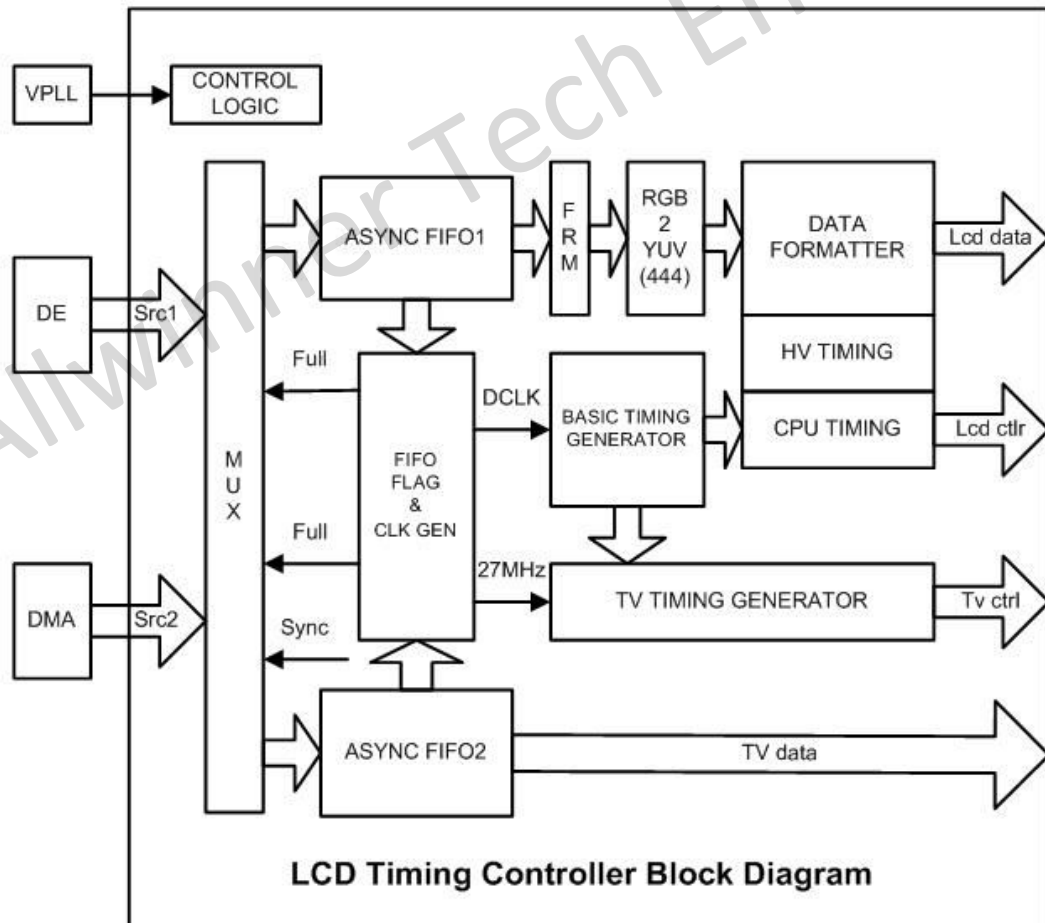 Allwinner Tech
VPLL
CONTROL
LOGIC
DE
Src1
DMA
Src2
M
U
X
ASYNC FIFO1
F
R
M
RGB
2
YUV
(444)
DATA
FORMATTER
Lcd data
HV TIMING
CPU TIMING
Lcd ctlr
Full
FIFO
FLAG
&
CLK GEN
DCLK
BASIC TIMING
GENERATOR
Full
27MHz
TV TIMING GENERATOR
Tv ctrl
Sync
ASYNC FIFO2
TV data
LCD Timing Controller Block Diagram